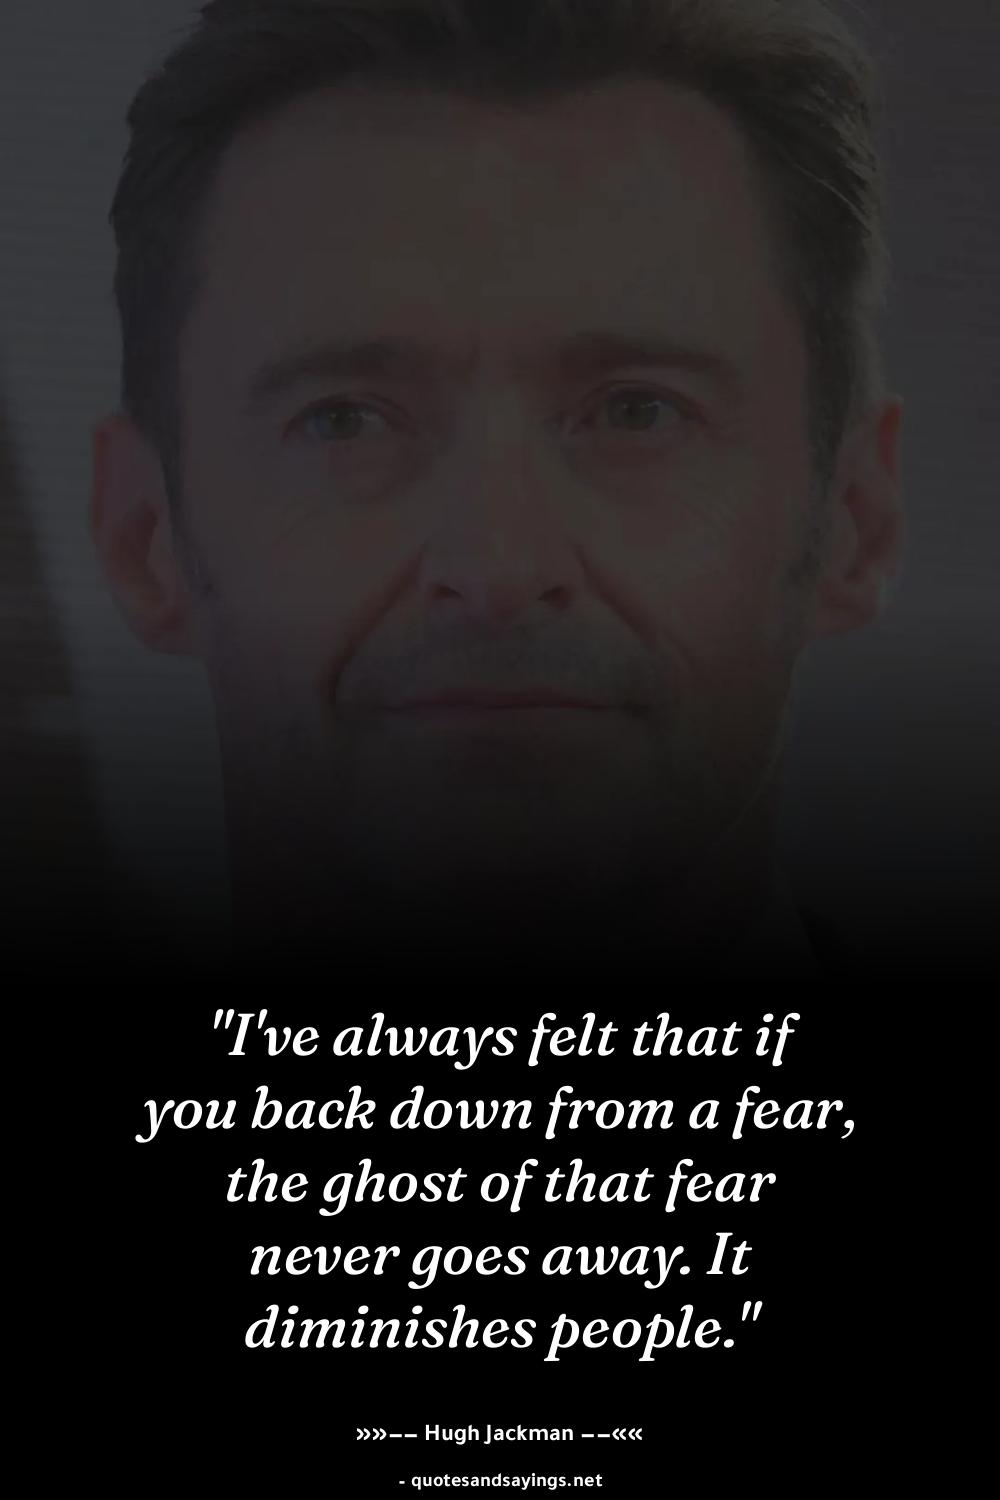 "I've always felt that if
you back down from a fear,
the ghost of that fear
never goes away. It
diminishes people."
»»–– Hugh Jackman ––««
- quotesandsayings.net